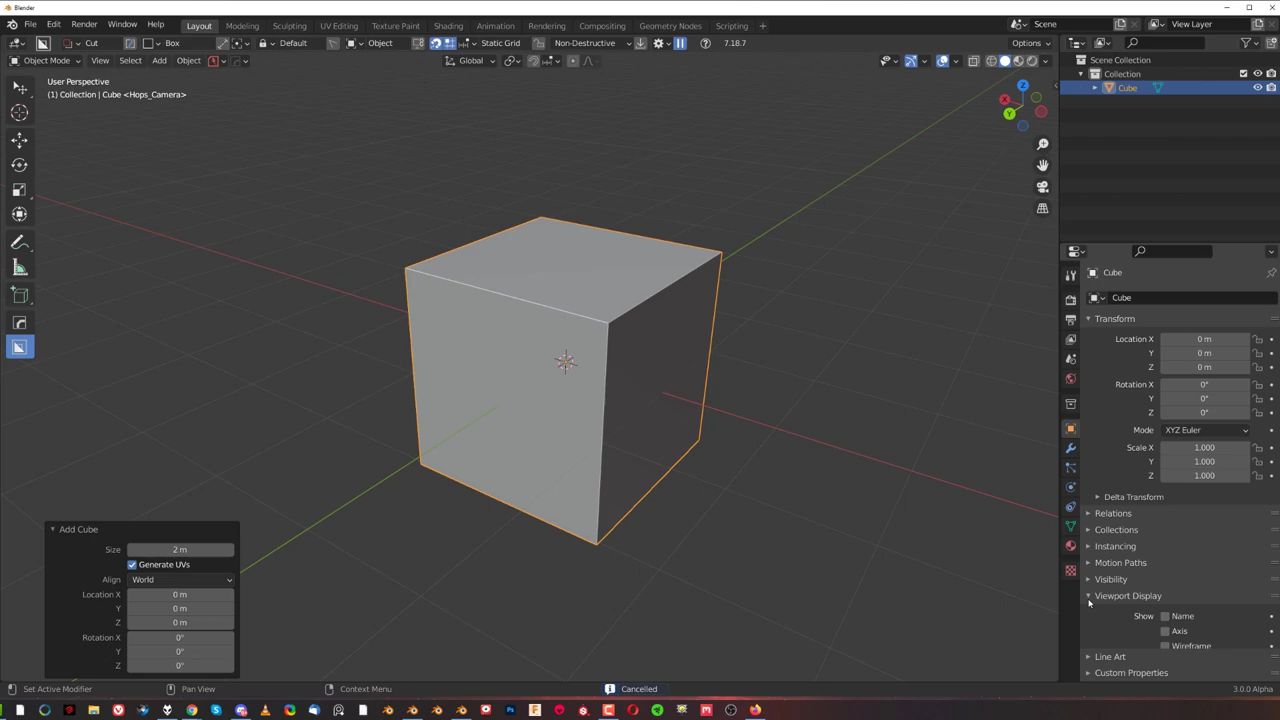 Blender
File Edit Render Window Help
Layout Modeling Sculpting UV Editing Texture Paint Shading Animation Rendering Compositing Geometry Nodes Scripting
Scene
View Layer
Cut Box Default Object Static Grid Non-Destructive 7.18.7
Options
Object Mode View Select Add Object
Global
User Perspective
(1) Collection | Cube <Hops_Camera>
X
Y
Z
Scene Collection
Collection
Cube
Cube
Cube
Transform
Location X 0 m
Y 0 m
Z 0 m
Rotation X 0°
Y 0°
Z 0°
Mode XYZ Euler
Scale X 1.000
Y 1.000
Z 1.000
Delta Transform
Relations
Collections
Instancing
Motion Paths
Visibility
Viewport Display
Show Name
Axis
Wireframe
Line Art
Custom Properties
Add Cube
Size 2 m
Generate UVs
Align World
Location X 0 m
Y 0 m
Z 0 m
Rotation X 0°
Y 0°
Z 0°
Set Active Modifier Pan View Context Menu Cancelled 3.0.0 Alpha